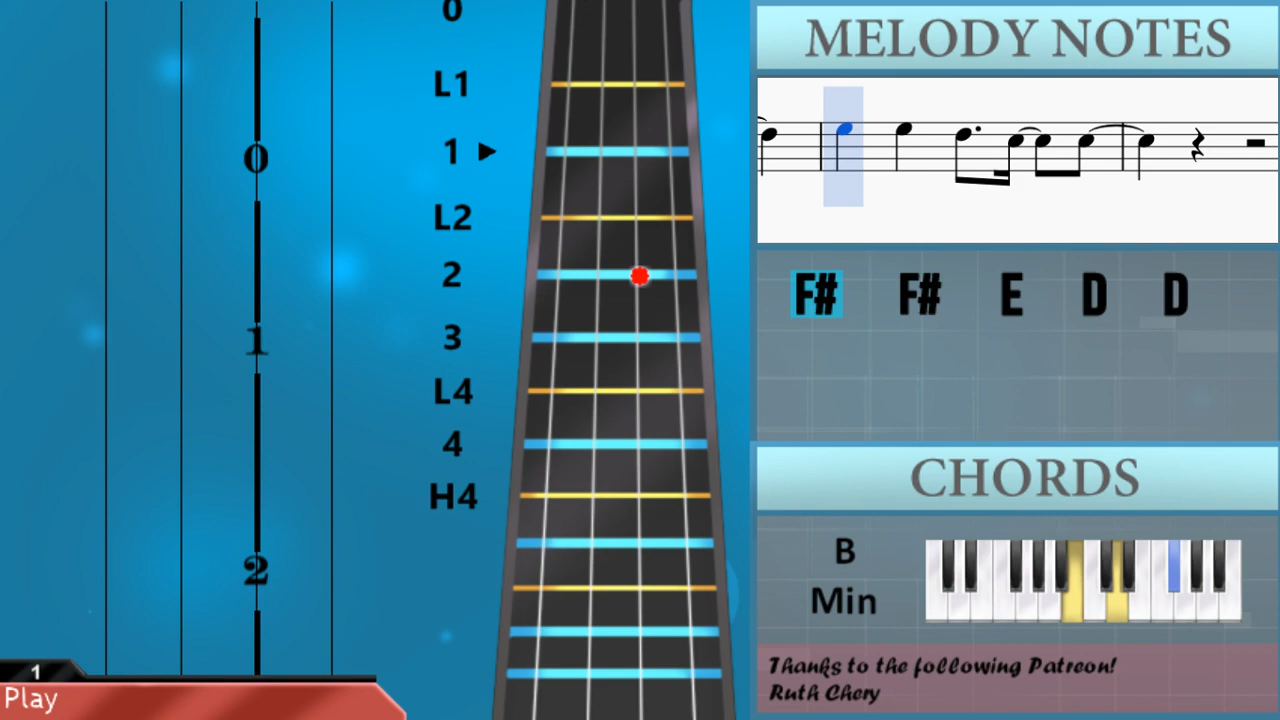 0
L1
1
L2
2
3
L4
4
H4
0
1
2
1
Play
MELODY NOTES
F# F# E D D
CHORDS
B
Min
Thanks to the following Patreon!
Ruth Chery